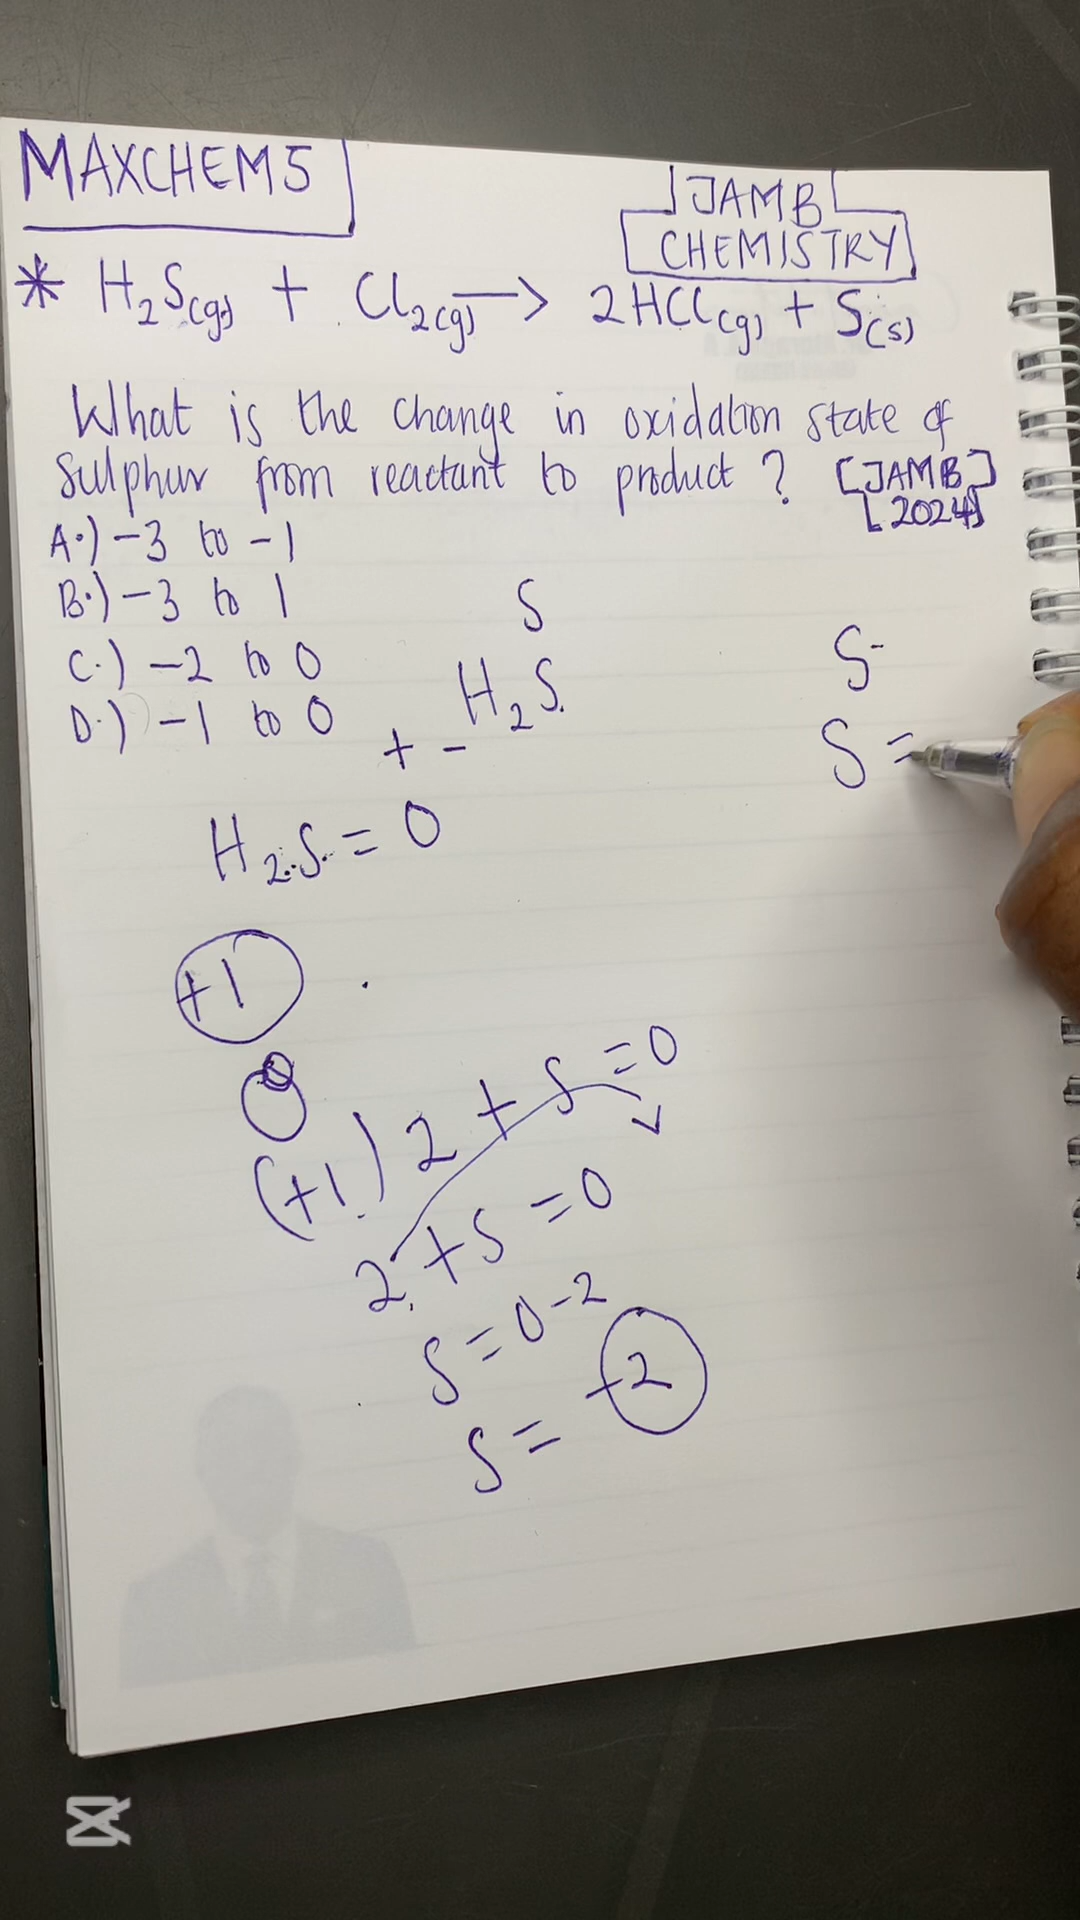 MAXCHEM5
JAMB
CHEMISTRY
* H₂S(g) + Cl₂(g) → 2HCl(g) + S(s)
What is the change in oxidation state of
Sulphur from reactant to product ? [JAMB]
[2024]
A.) -3 to -1
B.) -3 to 1
C.) -2 to 0
D.) -1 to 0
S
H₂S
+ -
H₂S = 0
+1
(+1)2 + S = 0
2 + S = 0
S = 0 - 2
S = -2
S
S =